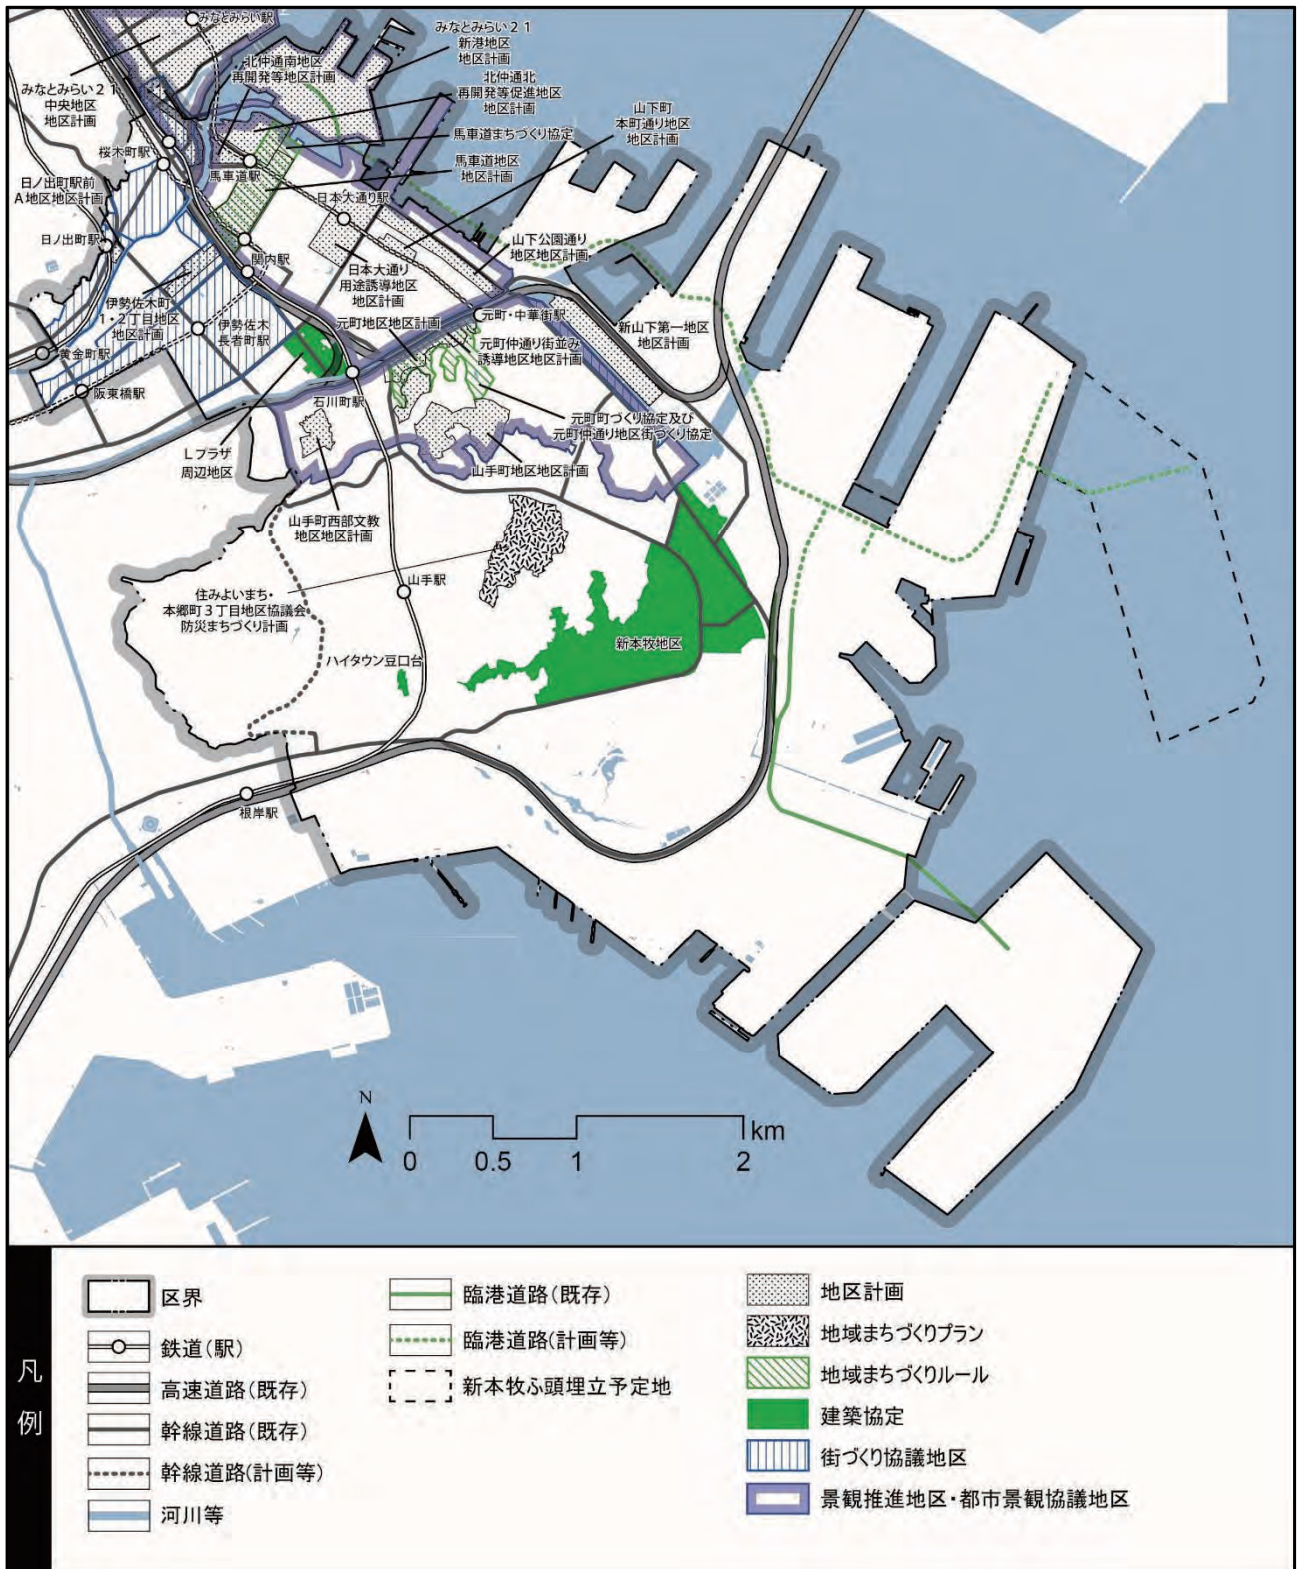 みなとみらい駅
みなとみらい２１
新港地区
地区計画
北仲通南地区
再開発等地区計画
みなとみらい２１
中央地区
地区計画
北仲通北
再開発等促進地区
地区計画
山下町
本町通り地区
地区計画
馬車道まちづくり協定
桜木町駅
馬車道駅
馬車道地区
地区計画
日ノ出町駅前
Ａ地区地区計画
日本大通り駅
日ノ出町駅
関内駅
山下公園通り
地区地区計画
日本大通り
用途誘導地区
地区計画
伊勢佐木町
１・２丁目地区
地区計画
伊勢佐木
長者町駅
元町地区地区計画
元町・中華街駅
新山下第一地区
地区計画
元町仲通り街並み
誘導地区地区計画
黄金町駅
阪東橋駅
石川町駅
元町町づくり協定及び
元町仲通り地区街づくり協定
Ｌプラザ
周辺地区
山手町地区地区計画
山手町西部文教
地区地区計画
山手駅
住みよいまち・
本郷町３丁目地区協議会
防災まちづくり計画
新本牧地区
ハイタウン豆口台
根岸駅
N
0
0.5
1
2
km
凡例
区界
鉄道（駅）
高速道路（既存）
幹線道路（既存）
幹線道路（計画等）
河川等
臨港道路（既存）
臨港道路（計画等）
新本牧ふ頭埋立予定地
地区計画
地域まちづくりプラン
地域まちづくりルール
建築協定
街づくり協議地区
景観推進地区・都市景観協議地区